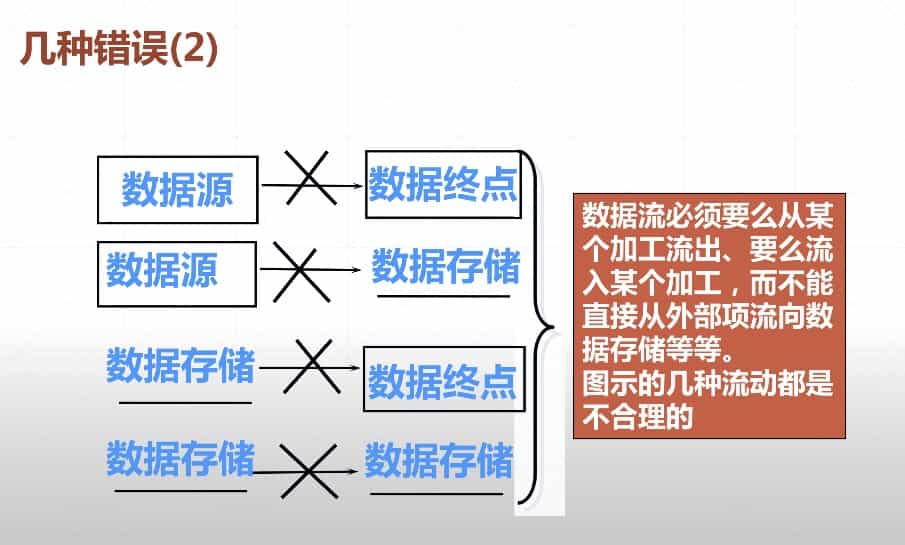 几种错误(2)
数据源
数据终点
数据源
数据存储
数据存储
数据终点
数据存储
数据存储
数据流必须要么从某
个加工流出、要么流
入某个加工，而不能
直接从外部项流向数
据存储等等。
图示的几种流动都是
不合理的